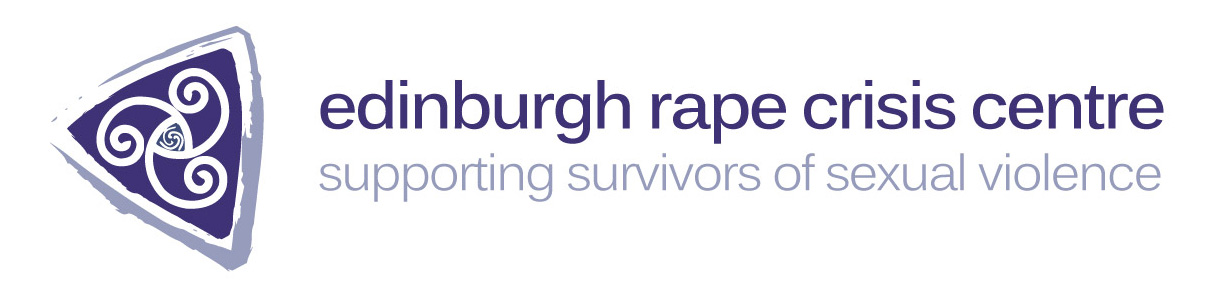 edinburgh rape crisis centre
supporting survivors of sexual violence